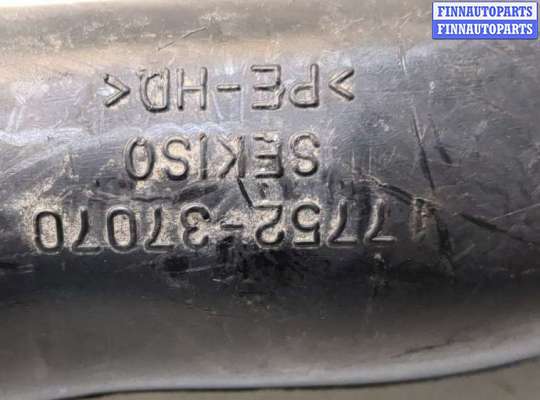 FINNAUTOPARTS
FINNAUTOPARTS
17752-37070
SEKISO
>PE-HD<